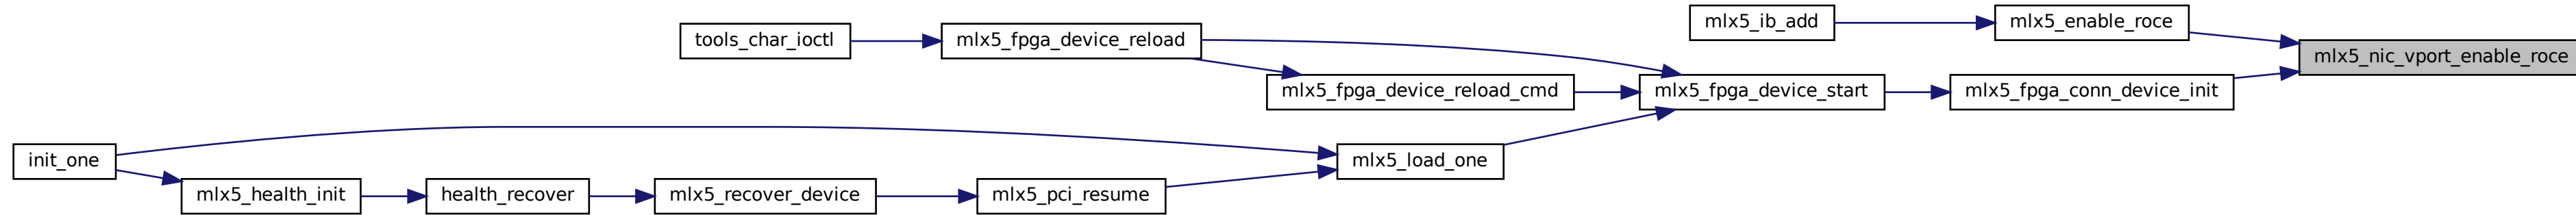 mlx5_ib_add
mlx5_enable_roce
tools_char_ioctl
mlx5_fpga_device_reload
mlx5_nic_vport_enable_roce
mlx5_fpga_device_reload_cmd
mlx5_fpga_device_start
mlx5_fpga_conn_device_init
init_one
mlx5_load_one
mlx5_health_init
health_recover
mlx5_recover_device
mlx5_pci_resume